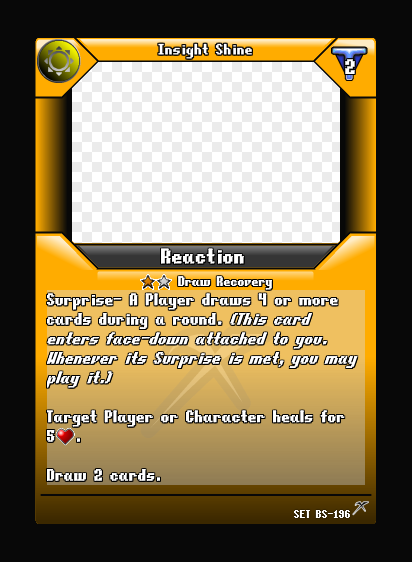 Insight Shine
2
Reaction
Draw Recovery
Surprise- A Player draws 4 or more
cards during a round. (This card
enters face-down attached to you.
Whenever its Surprise is met, you may
play it.)
Target Player or Character heals for
5❤.
Draw 2 cards.
SET BS-196